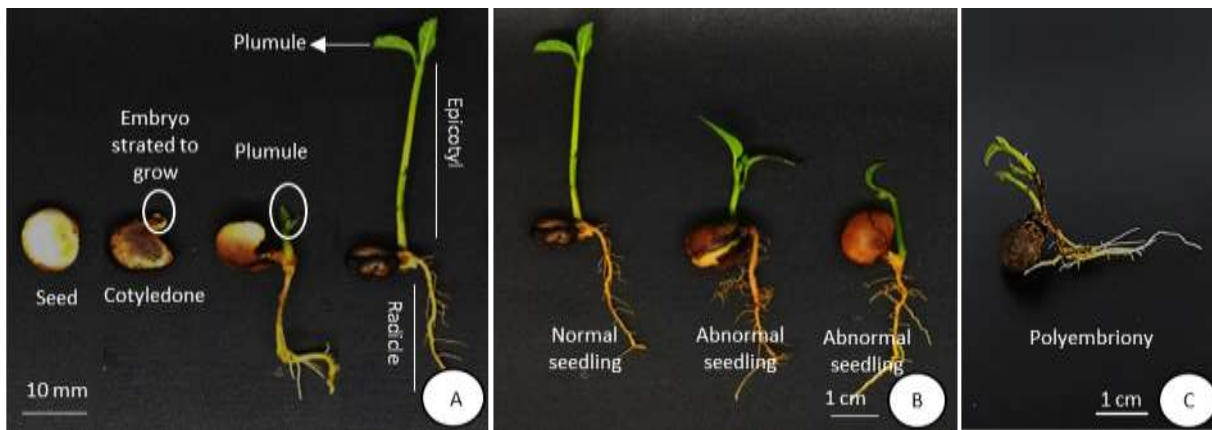 Plumule
Epicotyl
Embryo
strated to
grow
Plumule
Seed
Cotyledone
Radicle
10 mm
A
Normal
seedling
Abnormal
seedling
Abnormal
seedling
1 cm
B
Polyembriony
1 cm
C